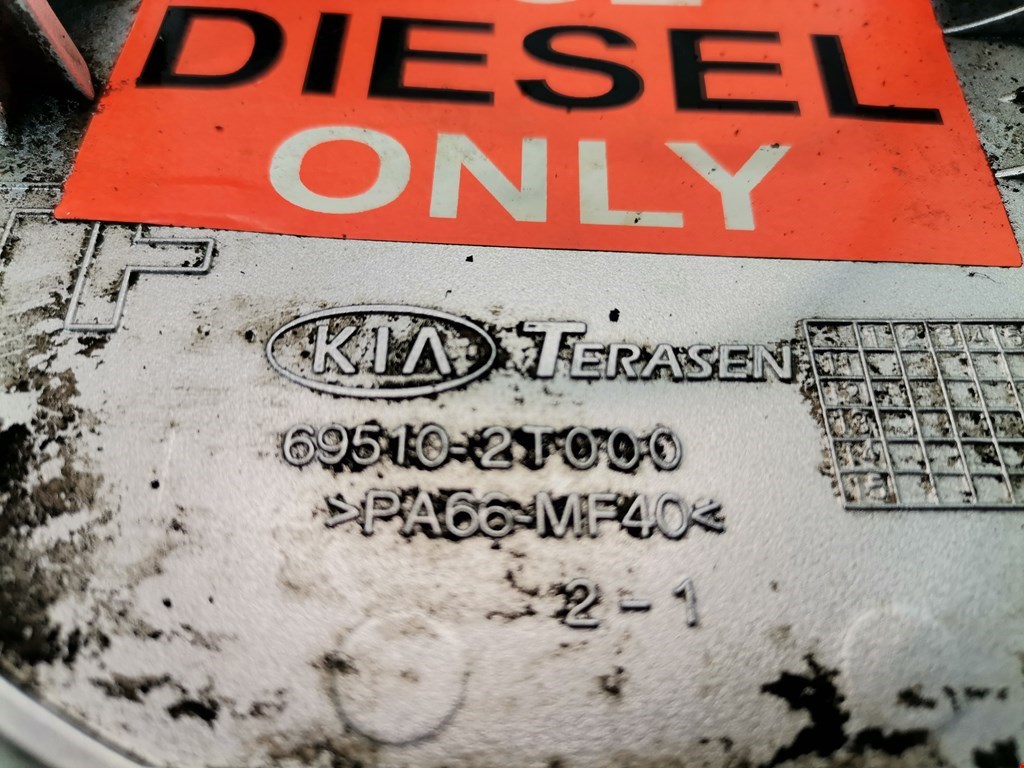 DIESEL
ONLY
KIA TERASEN
69510-2T000
>PA66-MF40<
2-1